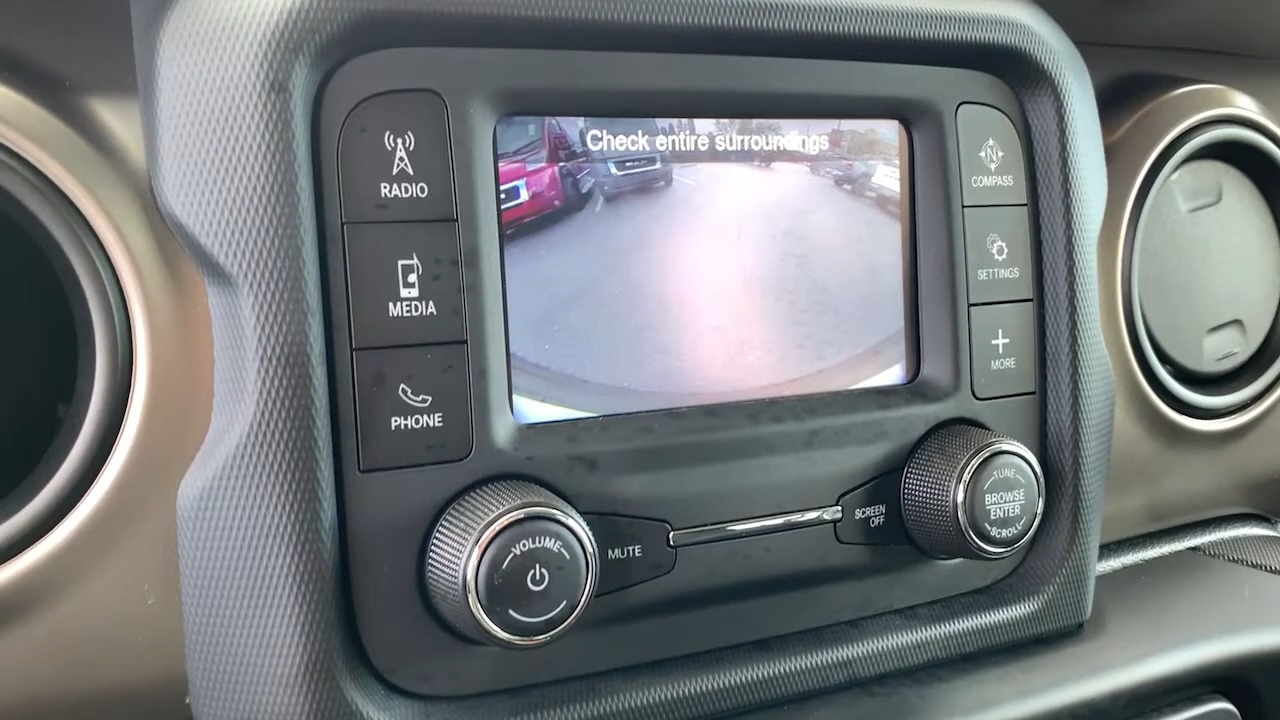 Check entire surroundings
RADIO
MEDIA
PHONE
N
COMPASS
SETTINGS
MORE
VOLUME
MUTE
SCREEN
OFF
TUNE
BROWSE
ENTER
SCROLL